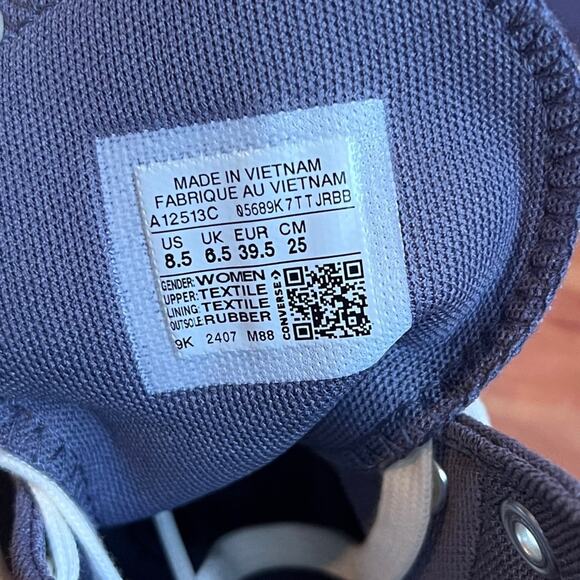 MADE IN VIETNAM
FABRIQUE AU VIETNAM
A12513C 05689K7TTJRBB
US UK EUR CM
8.5 6.5 39.5 25
GENDER: WOMEN
UPPER: TEXTILE
LINING: TEXTILE
OUTSOLE: RUBBER
CONVERSE
9K 2407 M88